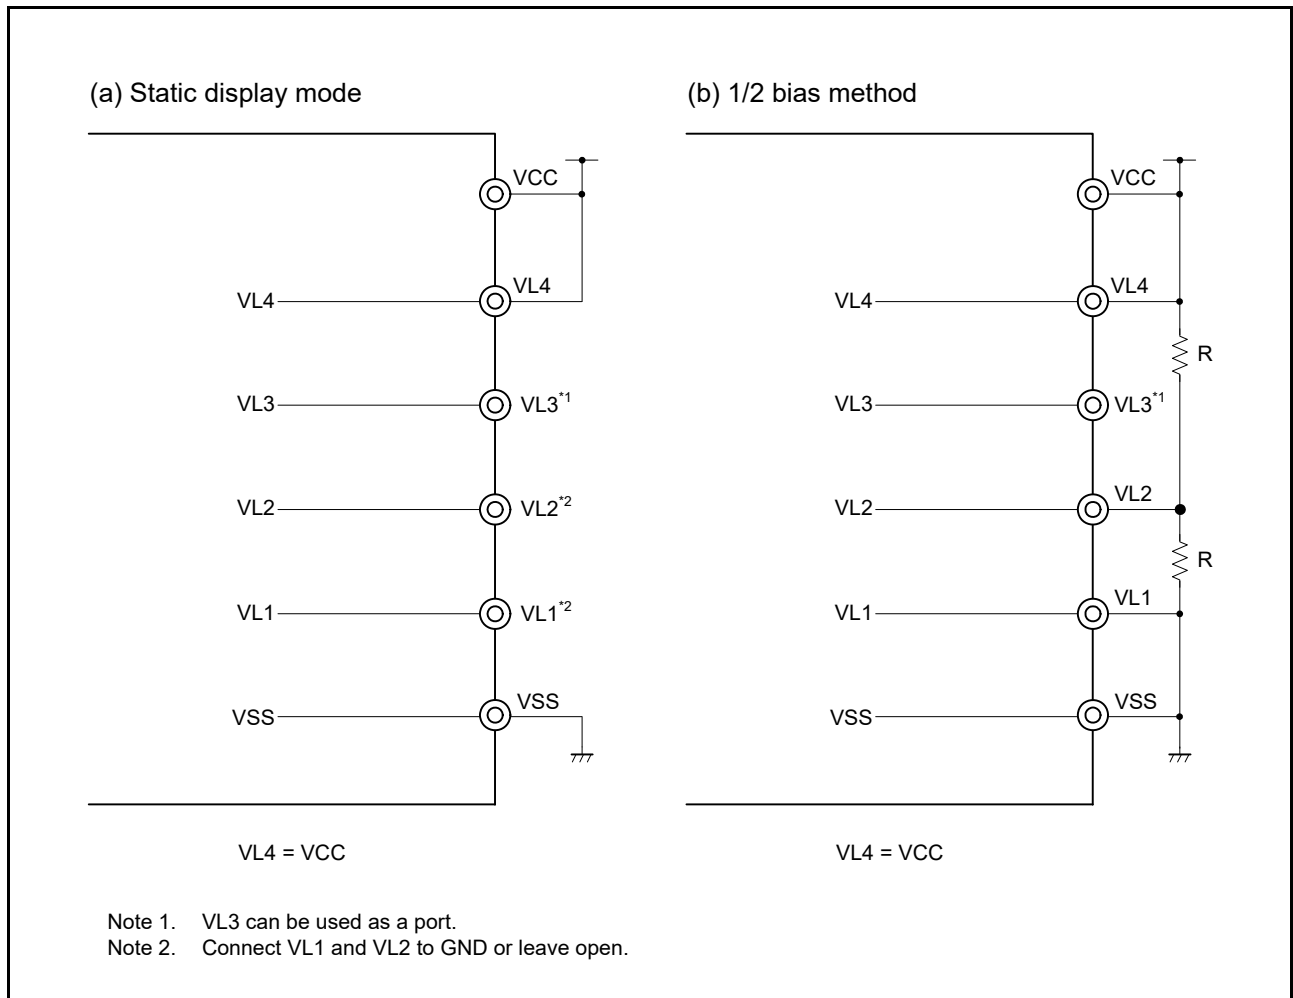 (a) Static display mode
VCC
VL4 VL4
VL3 VL3*1
VL2 VL2*2
VL1 VL1*2
VSS VSS
VL4 = VCC
(b) 1/2 bias method
VCC
VL4 VL4
R
VL3 VL3*1
VL2 VL2
R
VL1 VL1
VSS VSS
VL4 = VCC
Note 1. VL3 can be used as a port.
Note 2. Connect VL1 and VL2 to GND or leave open.